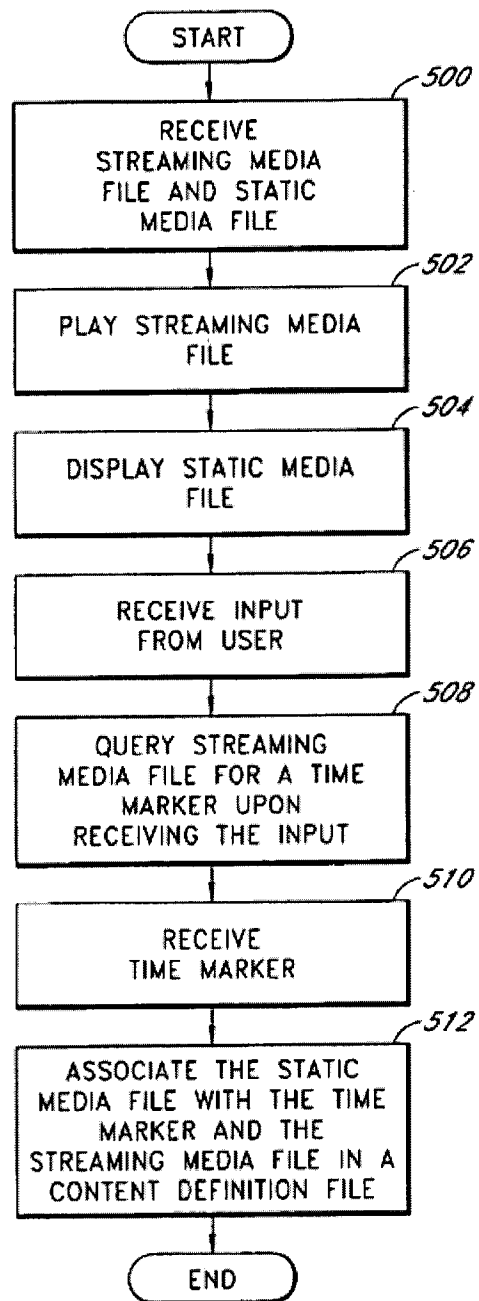 START
500
RECEIVE
STREAMING MEDIA
FILE AND STATIC
MEDIA FILE
502
PLAY STREAMING MEDIA
FILE
504
DISPLAY STATIC MEDIA
FILE
506
RECEIVE INPUT
FROM USER
508
QUERY STREAMING
MEDIA FILE FOR A TIME
MARKER UPON
RECEIVING THE INPUT
510
RECEIVE
TIME MARKER
512
ASSOCIATE THE STATIC
MEDIA FILE WITH THE TIME
MARKER AND THE
STREAMING MEDIA FILE IN A
CONTENT DEFINITION FILE
END